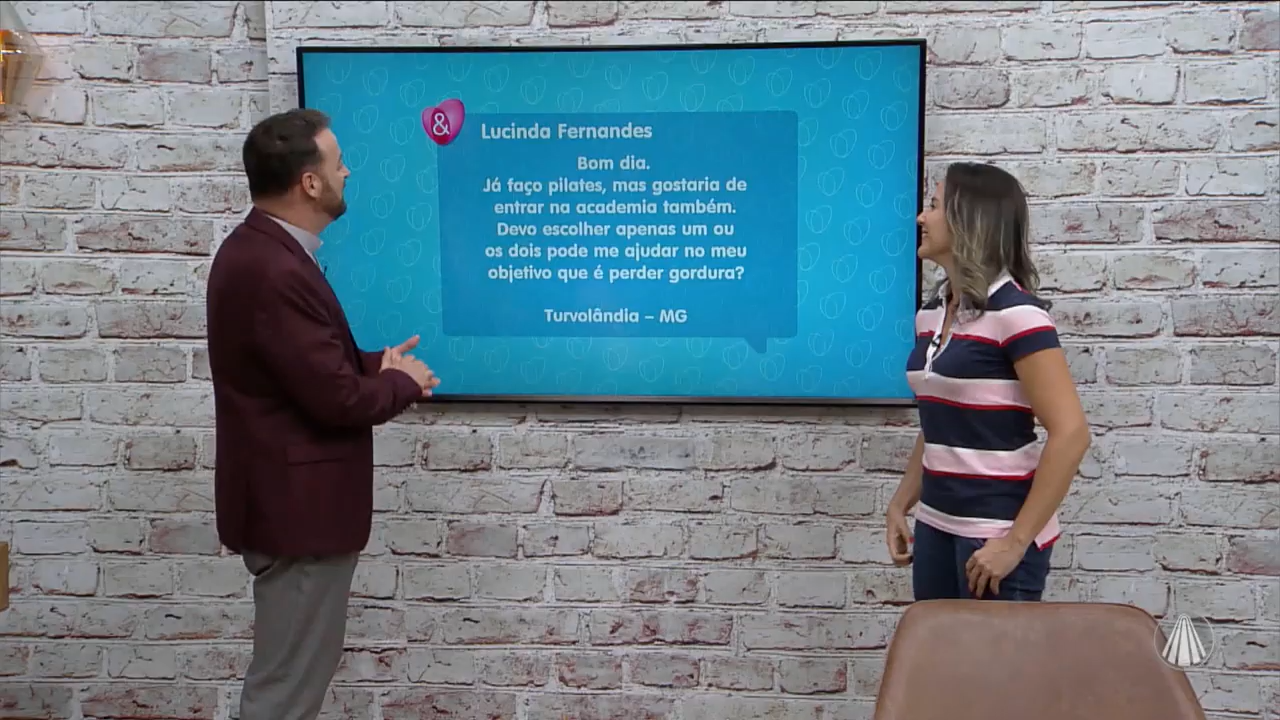 &
Lucinda Fernandes
Bom dia.
Já faço pilates, mas gostaria de
entrar na academia também.
Devo escolher apenas um ou
os dois pode me ajudar no meu
objetivo que é perder gordura?
Turvolândia – MG